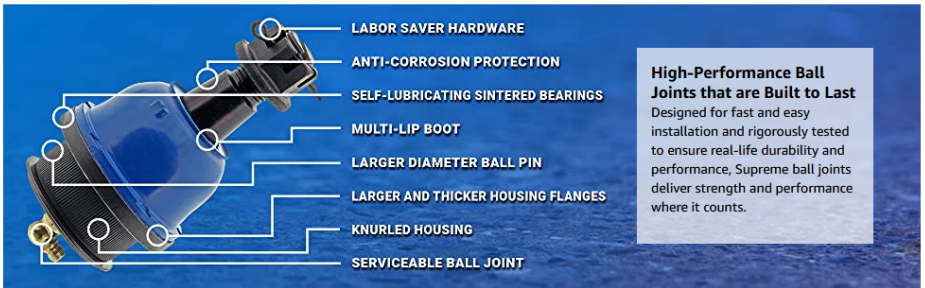 LABOR SAVER HARDWARE
ANTI-CORROSION PROTECTION
SELF-LUBRICATING SINTERED BEARINGS
MULTI-LIP BOOT
LARGER DIAMETER BALL PIN
LARGER AND THICKER HOUSING FLANGES
KNURLED HOUSING
SERVICEABLE BALL JOINT
High-Performance Ball
Joints that are Built to Last
Designed for fast and easy
installation and rigorously tested
to ensure real-life durability and
performance, Supreme ball joints
deliver strength and performance
where it counts.